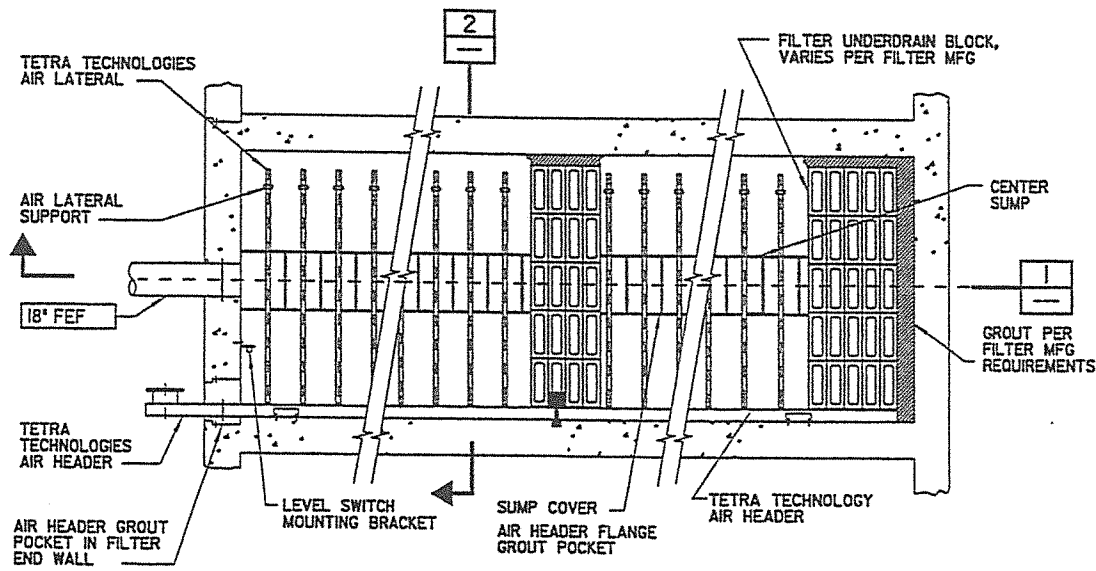 2
—
TETRA TECHNOLOGIES
AIR LATERAL
FILTER UNDERDRAIN BLOCK,
VARIES PER FILTER MFG
AIR LATERAL
SUPPORT
CENTER
SUMP
18" FEF
1
—
GROUT PER
FILTER MFG
REQUIREMENTS
TETRA
TECHNOLOGIES
AIR HEADER
LEVEL SWITCH
MOUNTING BRACKET
SUMP COVER
AIR HEADER FLANGE
GROUT POCKET
TETRA TECHNOLOGY
AIR HEADER
AIR HEADER GROUT
POCKET IN FILTER
END WALL